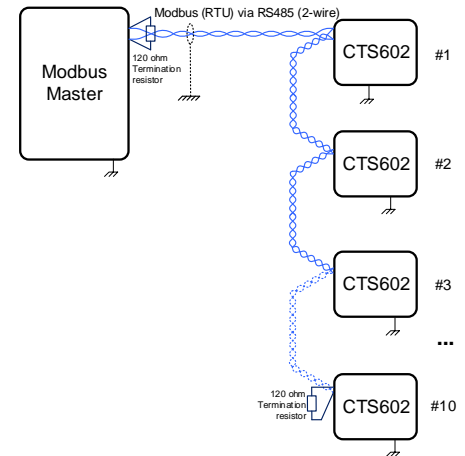 Modbus (RTU) via RS485 (2-wire)
Modbus
Master
120 ohm
Termination
resistor
CTS602
#1
CTS602
#2
CTS602
#3
...
120 ohm
Termination
resistor
CTS602
#10